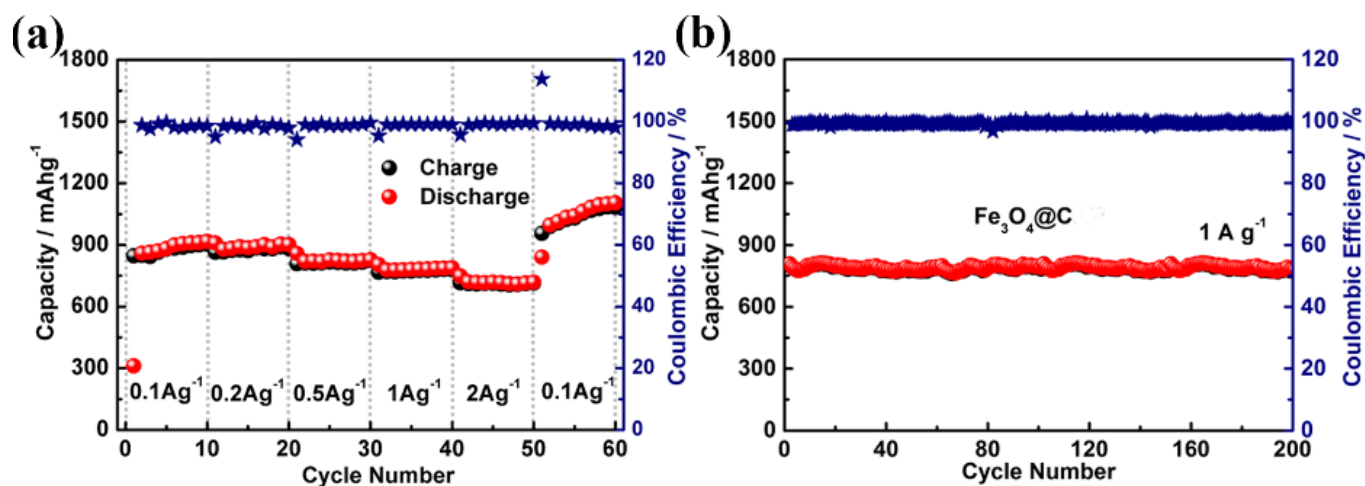 (a)
Capacity / mAhg⁻¹
1800
1500
1200
900
600
300
0
Charge
Discharge
0.1Ag⁻¹ 0.2Ag⁻¹ 0.5Ag⁻¹ 1Ag⁻¹ 2Ag⁻¹ 0.1Ag⁻¹
0 10 20 30 40 50 60
Cycle Number
120
100
80
60
40
20
0
Coulombic Efficiency / %
(b)
Capacity / mAhg⁻¹
1800
1500
1200
900
600
300
0
Fe₃O₄@C
1 A g⁻¹
0 40 80 120 160 200
Cycle Number
120
100
80
60
40
20
0
Coulombic Efficiency / %